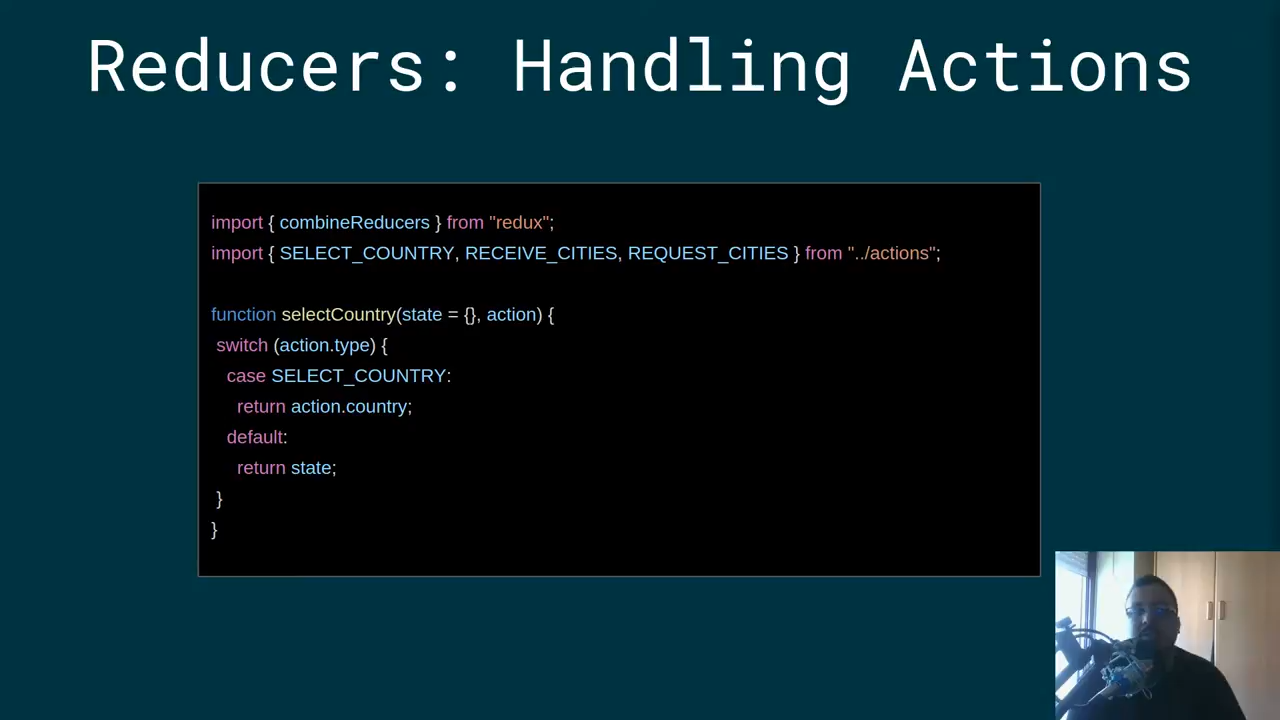 Reducers: Handling Actions
import { combineReducers } from "redux";
import { SELECT_COUNTRY, RECEIVE_CITIES, REQUEST_CITIES } from "../actions";
function selectCountry(state = {}, action) {
switch (action.type) {
case SELECT_COUNTRY:
return action.country;
default:
return state;
}
}